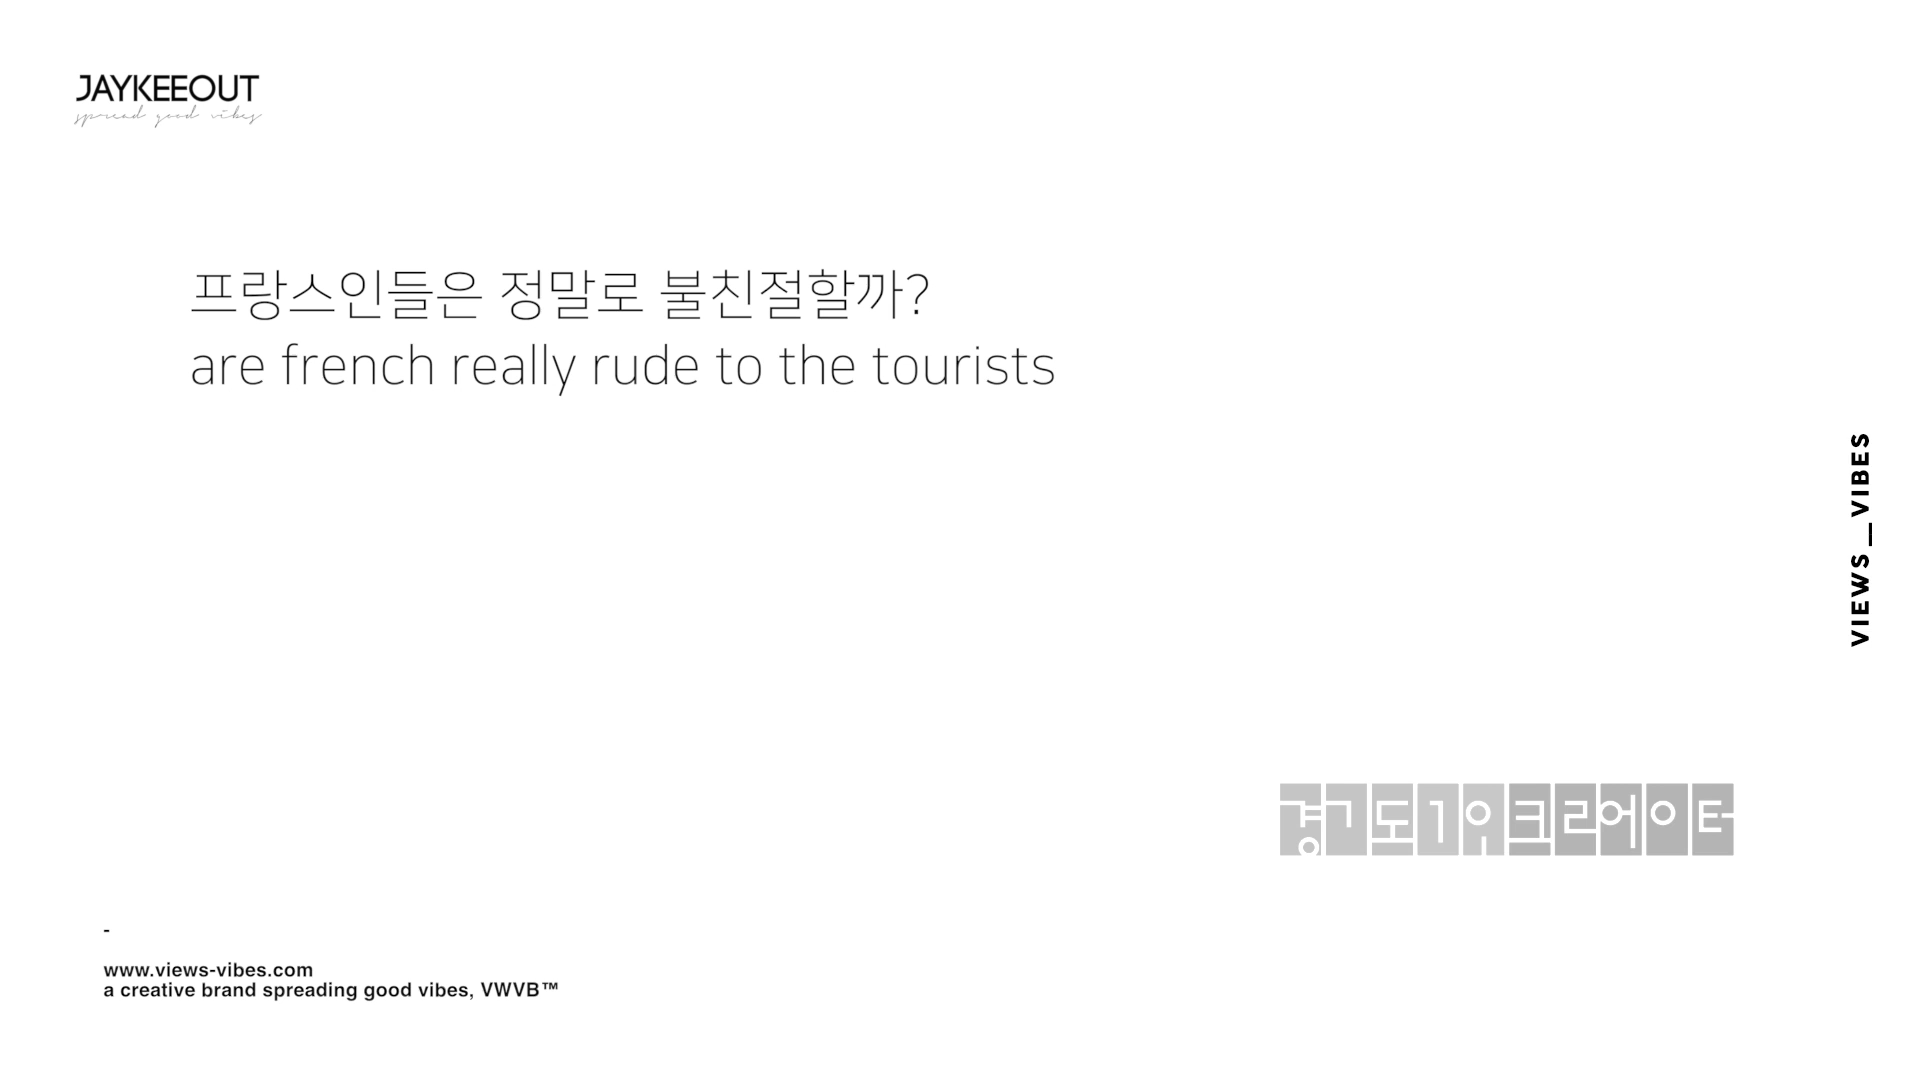 JAYKEEOUT
spread good vibes
프랑스인들은 정말로 불친절할까?
are french really rude to the tourists
VIEWS__VIBES
경기도1인크리에이터
-
www.views-vibes.com
a creative brand spreading good vibes, VWVB™